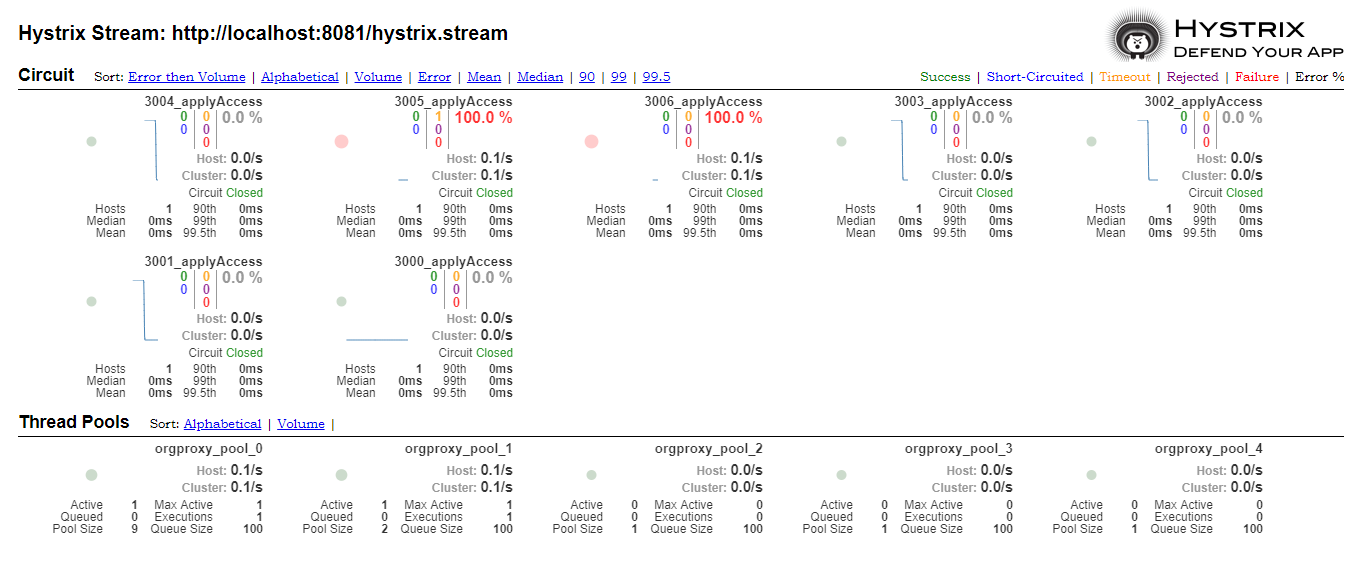 Hystrix Stream: http://localhost:8081/hystrix.stream
HYSTRIX
DEFEND YOUR APP
Circuit Sort: Error then Volume | Alphabetical | Volume | Error | Mean | Median | 90 | 99 | 99.5
Success | Short-Circuited | Timeout | Rejected | Failure | Error %
3004_applyAccess
0 0 0.0 %
0 0
0
Host: 0.0/s
Cluster: 0.0/s
Circuit Closed
Hosts 1 90th 0ms
Median 0ms 99th 0ms
Mean 0ms 99.5th 0ms
3005_applyAccess
0 1 100.0 %
0 0
0
Host: 0.1/s
Cluster: 0.1/s
Circuit Closed
Hosts 1 90th 0ms
Median 0ms 99th 0ms
Mean 0ms 99.5th 0ms
3006_applyAccess
0 0 100.0 %
0 0
0
Host: 0.1/s
Cluster: 0.1/s
Circuit Closed
Hosts 1 90th 0ms
Median 0ms 99th 0ms
Mean 0ms 99.5th 0ms
3003_applyAccess
0 0 0.0 %
0 0
0
Host: 0.0/s
Cluster: 0.0/s
Circuit Closed
Hosts 1 90th 0ms
Median 0ms 99th 0ms
Mean 0ms 99.5th 0ms
3002_applyAccess
0 0 0.0 %
0 0
0
Host: 0.0/s
Cluster: 0.0/s
Circuit Closed
Hosts 1 90th 0ms
Median 0ms 99th 0ms
Mean 0ms 99.5th 0ms
3001_applyAccess
0 0 0.0 %
0 0
0
Host: 0.0/s
Cluster: 0.0/s
Circuit Closed
Hosts 1 90th 0ms
Median 0ms 99th 0ms
Mean 0ms 99.5th 0ms
3000_applyAccess
0 0 0.0 %
0 0
0
Host: 0.0/s
Cluster: 0.0/s
Circuit Closed
Hosts 1 90th 0ms
Median 0ms 99th 0ms
Mean 0ms 99.5th 0ms
Thread Pools Sort: Alphabetical | Volume |
orgproxy_pool_0
Host: 0.1/s
Cluster: 0.1/s
Active 1 Max Active 1
Queued 0 Executions 1
Pool Size 9 Queue Size 100
orgproxy_pool_1
Host: 0.1/s
Cluster: 0.1/s
Active 1 Max Active 1
Queued 0 Executions 1
Pool Size 2 Queue Size 100
orgproxy_pool_2
Host: 0.0/s
Cluster: 0.0/s
Active 0 Max Active 0
Queued 0 Executions 0
Pool Size 1 Queue Size 100
orgproxy_pool_3
Host: 0.0/s
Cluster: 0.0/s
Active 0 Max Active 0
Queued 0 Executions 0
Pool Size 1 Queue Size 100
orgproxy_pool_4
Host: 0.0/s
Cluster: 0.0/s
Active 0 Max Active 0
Queued 0 Executions 0
Pool Size 1 Queue Size 100